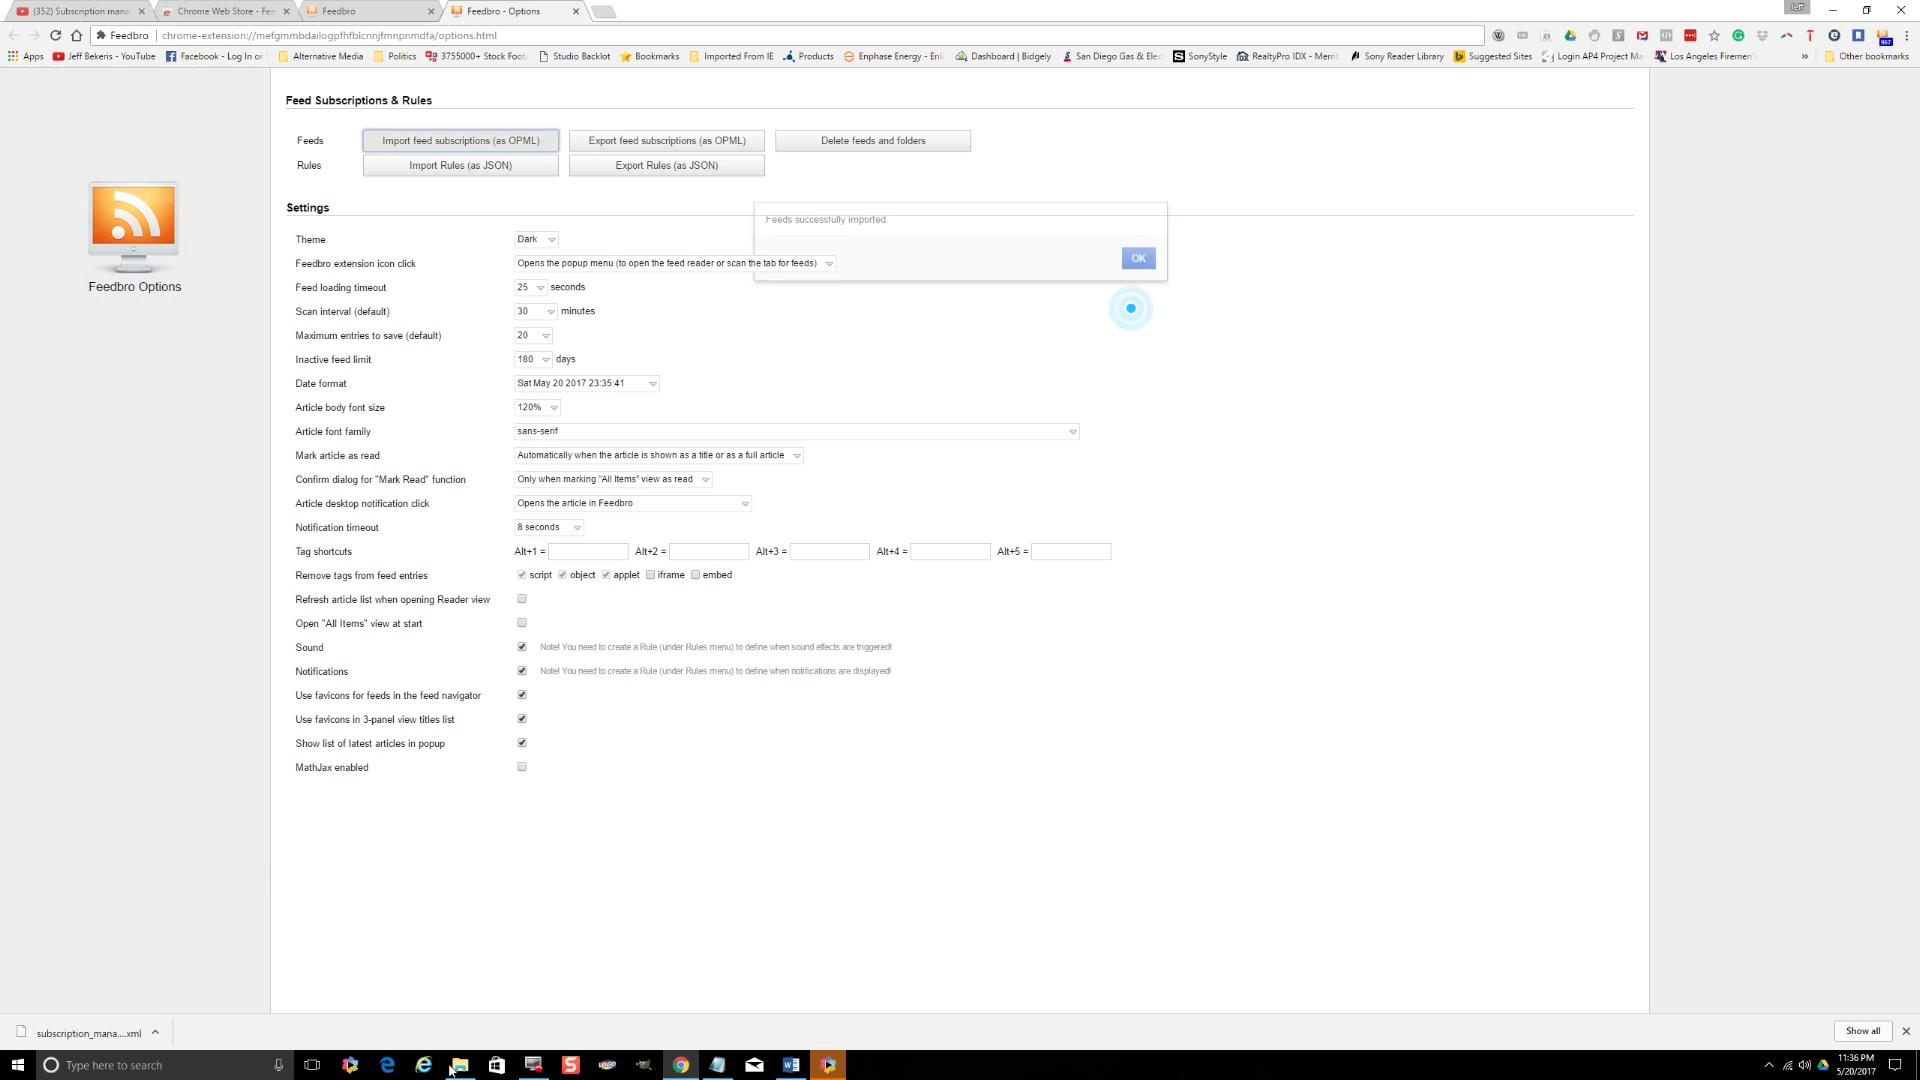 (352) Subscription mana
Chrome Web Store - Fee
Feedbro
Feedbro - Options
Jeff
Feedbro
chrome-extension://mefgmmbdailogpfhfblcnnjfmnpnmdfa/options.html
967
Apps
Jeff Bekeris - YouTube
Facebook - Log In or
Alternative Media
Politics
3755000+ Stock Foot
Studio Backlot
Bookmarks
Imported From IE
Products
Enphase Energy - Enli
Dashboard | Bidgely
San Diego Gas & Elec
SonyStyle
RealtyPro IDX - Memb
Sony Reader Library
Suggested Sites
Login AP4 Project Ma
Los Angeles Firemen'
»
Other bookmarks
Feed Subscriptions & Rules
Feeds
Import feed subscriptions (as OPML)
Export feed subscriptions (as OPML)
Delete feeds and folders
Rules
Import Rules (as JSON)
Export Rules (as JSON)
Feedbro Options
Settings
Feeds successfully imported.
OK
Theme
Dark
Feedbro extension icon click
Opens the popup menu (to open the feed reader or scan the tab for feeds)
Feed loading timeout
25 seconds
Scan interval (default)
30 minutes
Maximum entries to save (default)
20
Inactive feed limit
180 days
Date format
Sat May 20 2017 23:35:41
Article body font size
120%
Article font family
sans-serif
Mark article as read
Automatically when the article is shown as a title or as a full article
Confirm dialog for "Mark Read" function
Only when marking "All Items" view as read
Article desktop notification click
Opens the article in Feedbro
Notification timeout
8 seconds
Tag shortcuts
Alt+1 =
Alt+2 =
Alt+3 =
Alt+4 =
Alt+5 =
Remove tags from feed entries
script object applet iframe embed
Refresh article list when opening Reader view
Open "All Items" view at start
Sound
Note! You need to create a Rule (under Rules menu) to define when sound effects are triggered!
Notifications
Note! You need to create a Rule (under Rules menu) to define when notifications are displayed!
Use favicons for feeds in the feed navigator
Use favicons in 3-panel view titles list
Show list of latest articles in popup
MathJax enabled
subscription_mana....xml
Show all
Type here to search
11:36 PM
5/20/2017